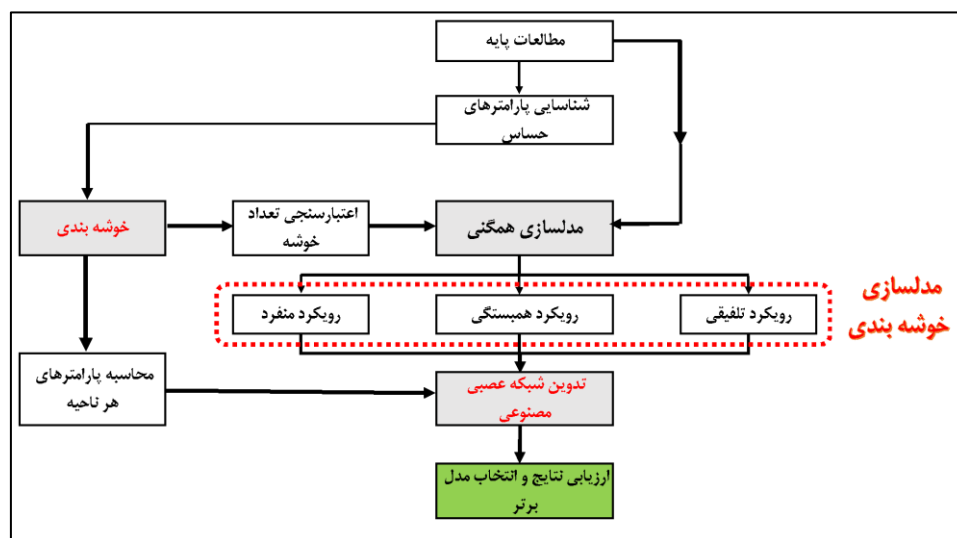 مطالعات پایه
شناسایی پارامترهای
حساس
خوشه بندی
اعتبارسنجی تعداد
خوشه
مدلسازی همگنی
مدلسازی
خوشه بندی
رویکرد تلفیقی
رویکرد همبستگی
رویکرد منفرد
محاسبه پارامترهای
هر ناحیه
تدوین شبکه عصبی
مصنوعی
ارزیابی نتایج و انتخاب مدل
برتر